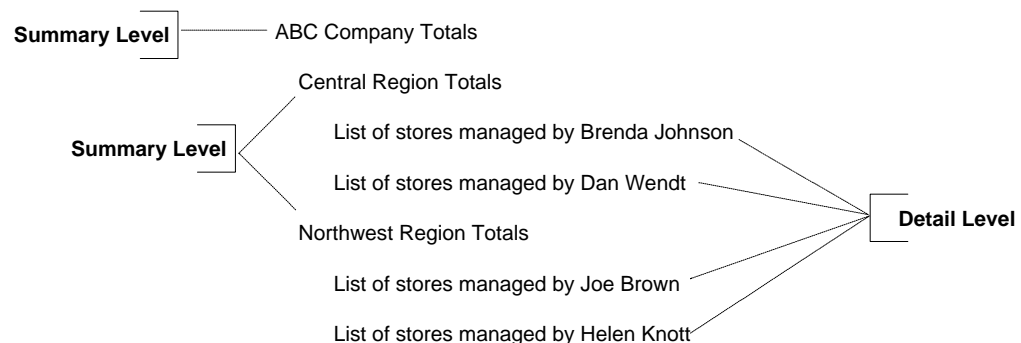 Summary Level
ABC Company Totals
Central Region Totals
List of stores managed by Brenda Johnson
Summary Level
List of stores managed by Dan Wendt
Detail Level
Northwest Region Totals
List of stores managed by Joe Brown
List of stores managed by Helen Knott